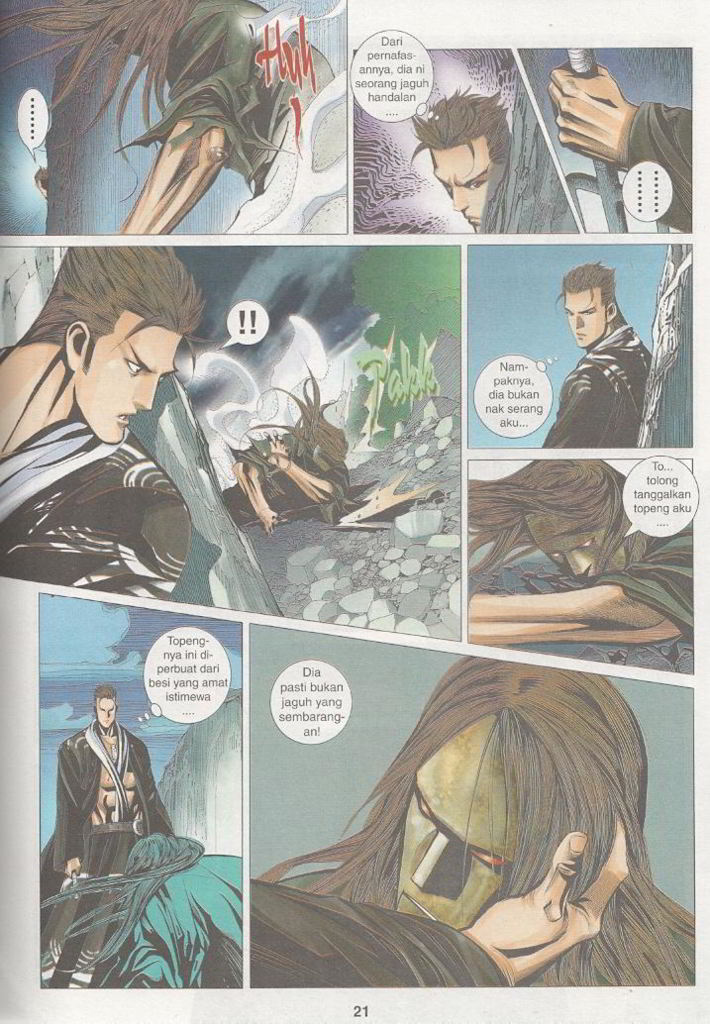 ......
Huh
!
Dari
pernafas-
annya, dia ni
seorang jaguh
handalan
....
!!
Pakk
Nam-
paknya,
dia bukan
nak serang
aku...
To...
tolong
tanggalkan
topeng aku
....
Topeng-
nya ini di-
perbuat dari
besi yang amat
istimewa
....
Dia
pasti bukan
jaguh yang
sembarang-
an!
21